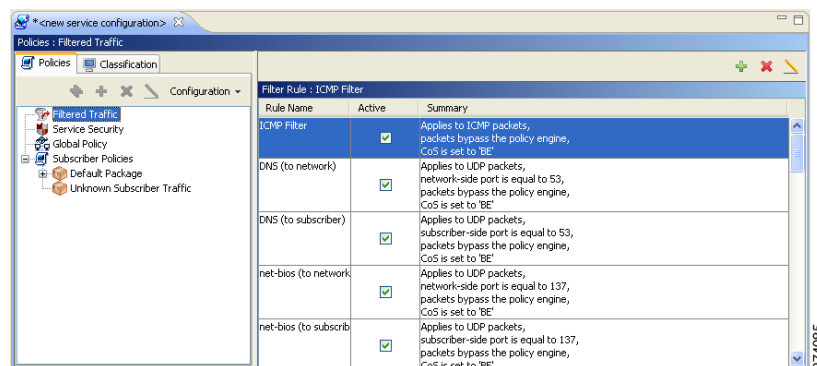 *<new service configuration>
Policies : Filtered Traffic
Policies
Classification
Configuration
Filtered Traffic
Service Security
Global Policy
Subscriber Policies
Default Package
Unknown Subscriber Traffic
Filter Rule : ICMP Filter
Rule Name Active Summary
ICMP Filter
Applies to ICMP packets,
packets bypass the policy engine,
CoS is set to 'BE'
DNS (to network)
Applies to UDP packets,
network-side port is equal to 53,
packets bypass the policy engine,
CoS is set to 'BE'
DNS (to subscriber)
Applies to UDP packets,
subscriber-side port is equal to 53,
packets bypass the policy engine,
CoS is set to 'BE'
net-bios (to network
Applies to UDP packets,
network-side port is equal to 137,
packets bypass the policy engine,
CoS is set to 'BE'
net-bios (to subscrib
Applies to UDP packets,
subscriber-side port is equal to 137,
packets bypass the policy engine,
CoS is set to 'BE'